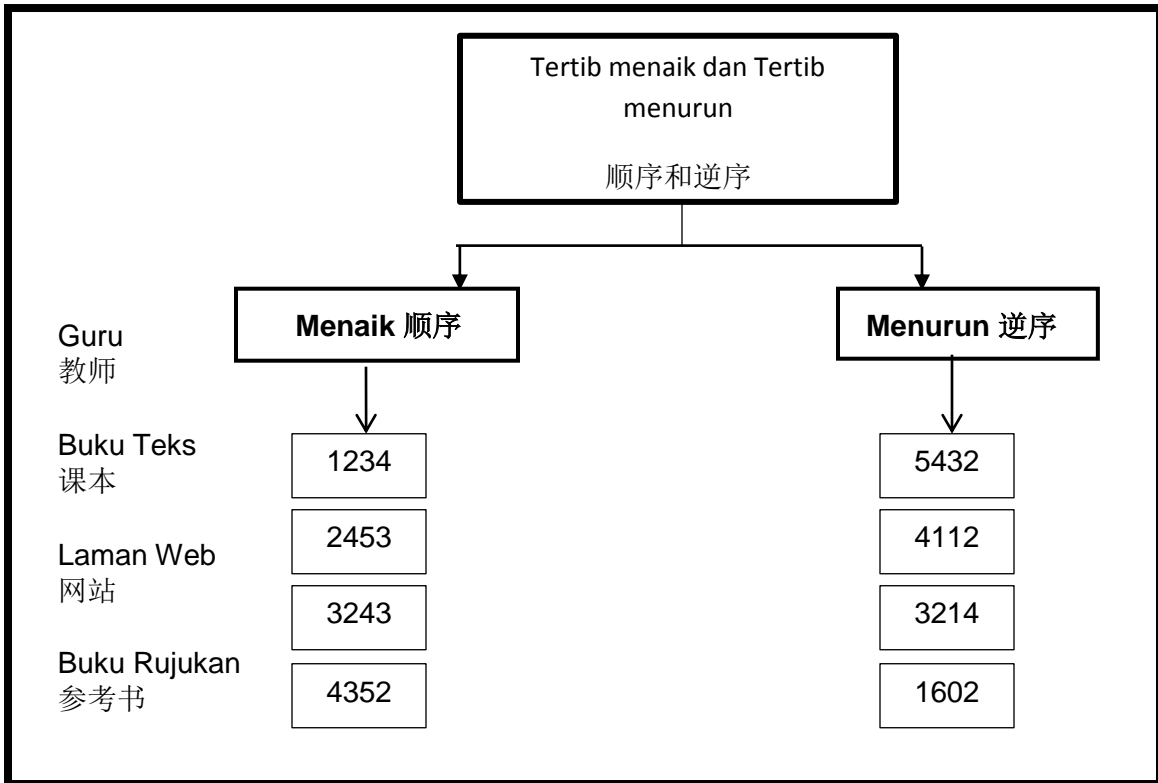 Tertib menaik dan Tertib
menurun
顺序和逆序
Menaik 顺序
Menurun 逆序
Guru
教师
Buku Teks
课本
Laman Web
网站
Buku Rujukan
参考书
1234
2453
3243
4352
5432
4112
3214
1602